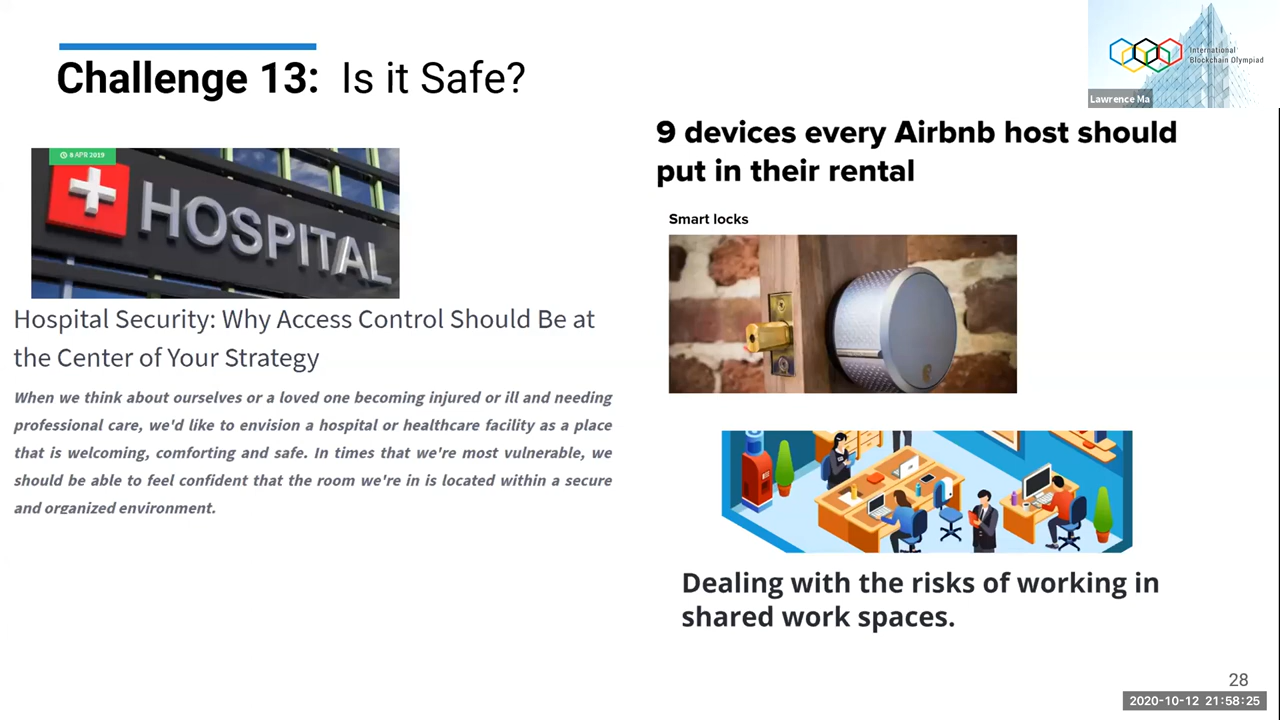 Challenge 13: Is it Safe?
International
Blockchain Olympiad
Lawrence Ma
8 APR 2019
HOSPITAL
Hospital Security: Why Access Control Should Be at
the Center of Your Strategy
When we think about ourselves or a loved one becoming injured or ill and needing
professional care, we'd like to envision a hospital or healthcare facility as a place
that is welcoming, comforting and safe. In times that we're most vulnerable, we
should be able to feel confident that the room we're in is located within a secure
and organized environment.
9 devices every Airbnb host should
put in their rental
Smart locks
Dealing with the risks of working in
shared work spaces.
28
2020-10-12 21:58:25